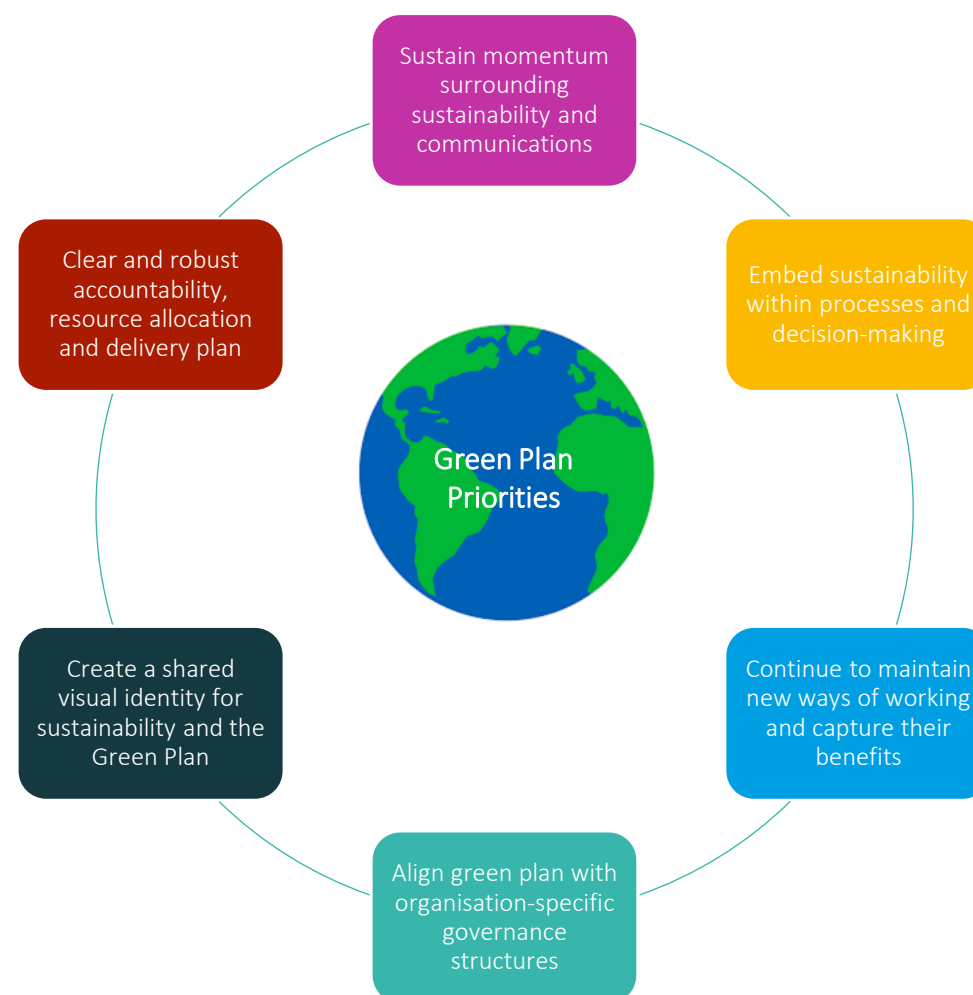 Sustain momentum
surrounding
sustainability and
communications
Clear and robust
accountability,
resource allocation
and delivery plan
Embed sustainability
within processes and
decision-making
Green Plan
Priorities
Create a shared
visual identity for
sustainability and the
Green Plan
Continue to maintain
new ways of working
and capture their
benefits
Align green plan with
organisation-specific
governance
structures